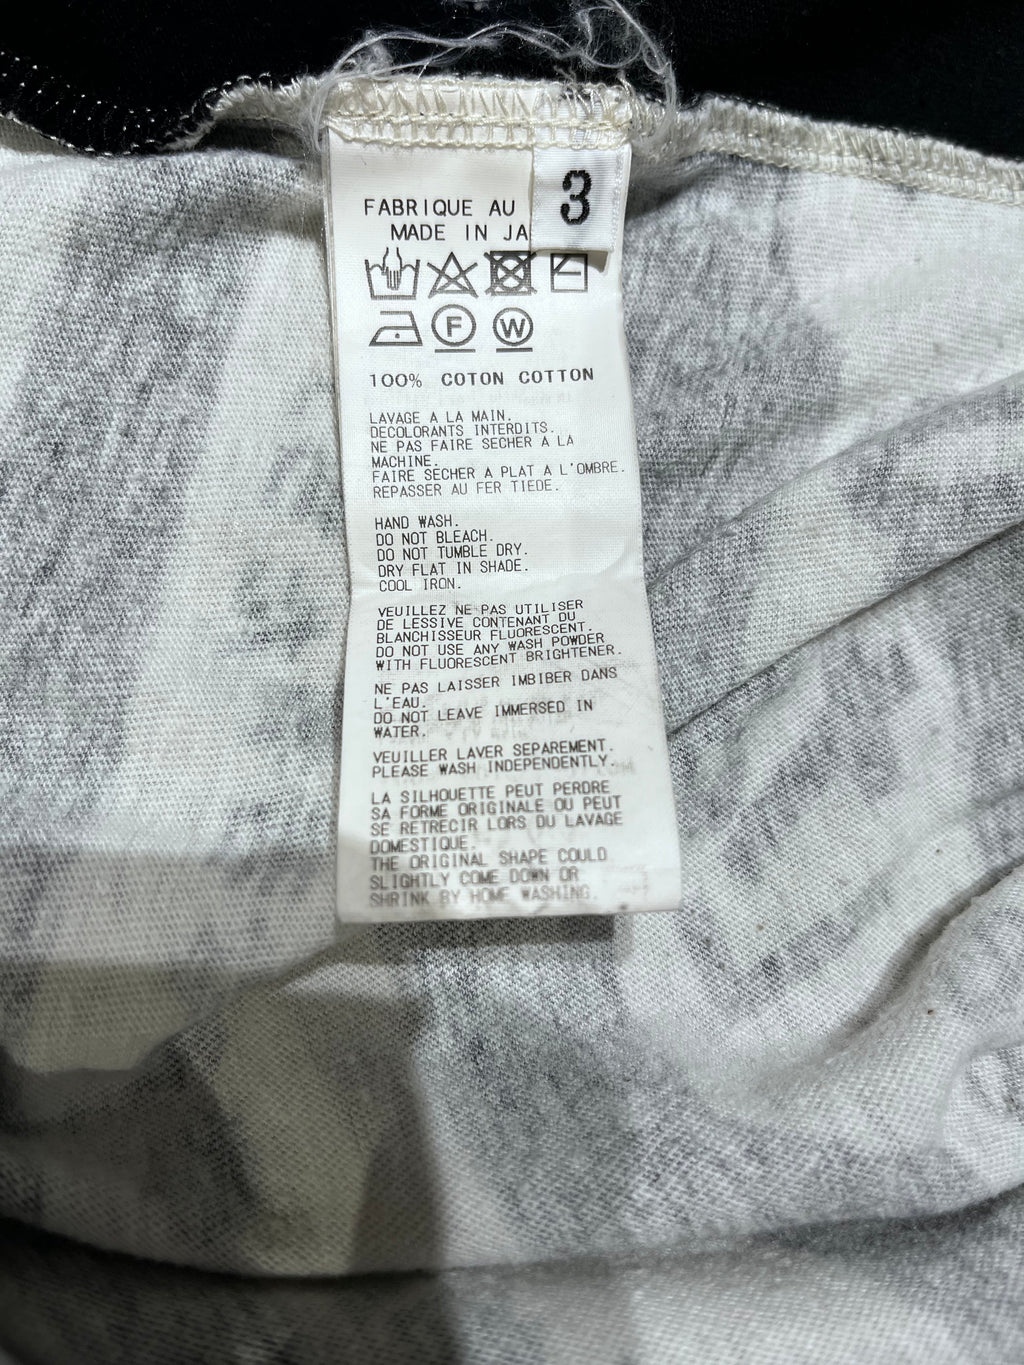 3
FABRIQUE AU
MADE IN JA
F W
100% COTON COTTON
LAVAGE A LA MAIN.
DECOLORANTS INTERDITS.
NE PAS FAIRE SECHER A LA
MACHINE.
FAIRE SECHER A PLAT A L'OMBRE.
REPASSER AU FER TIEDE.
HAND WASH.
DO NOT BLEACH.
DO NOT TUMBLE DRY.
DRY FLAT IN SHADE.
COOL IRON.
VEUILLEZ NE PAS UTILISER
DE LESSIVE CONTENANT DU
BLANCHISSEUR FLUORESCENT.
DO NOT USE ANY WASH POWDER
WITH FLUORESCENT BRIGHTENER.
NE PAS LAISSER IMBIBER DANS
L'EAU.
DO NOT LEAVE IMMERSED IN
WATER.
VEUILLER LAVER SEPAREMENT.
PLEASE WASH INDEPENDENTLY.
LA SILHOUETTE PEUT PERDRE
SA FORME ORIGINALE OU PEUT
SE RETRECIR LORS DU LAVAGE
DOMESTIQUE.
THE ORIGINAL SHAPE COULD
SLIGHTLY COME DOWN OR
SHRINK BY HOME WASHING.